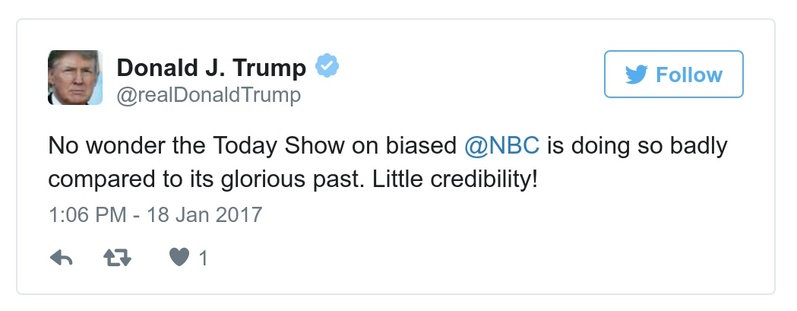 Donald J. Trump
@realDonaldTrump
Follow
No wonder the Today Show on biased @NBC is doing so badly
compared to its glorious past. Little credibility!
1:06 PM - 18 Jan 2017
1